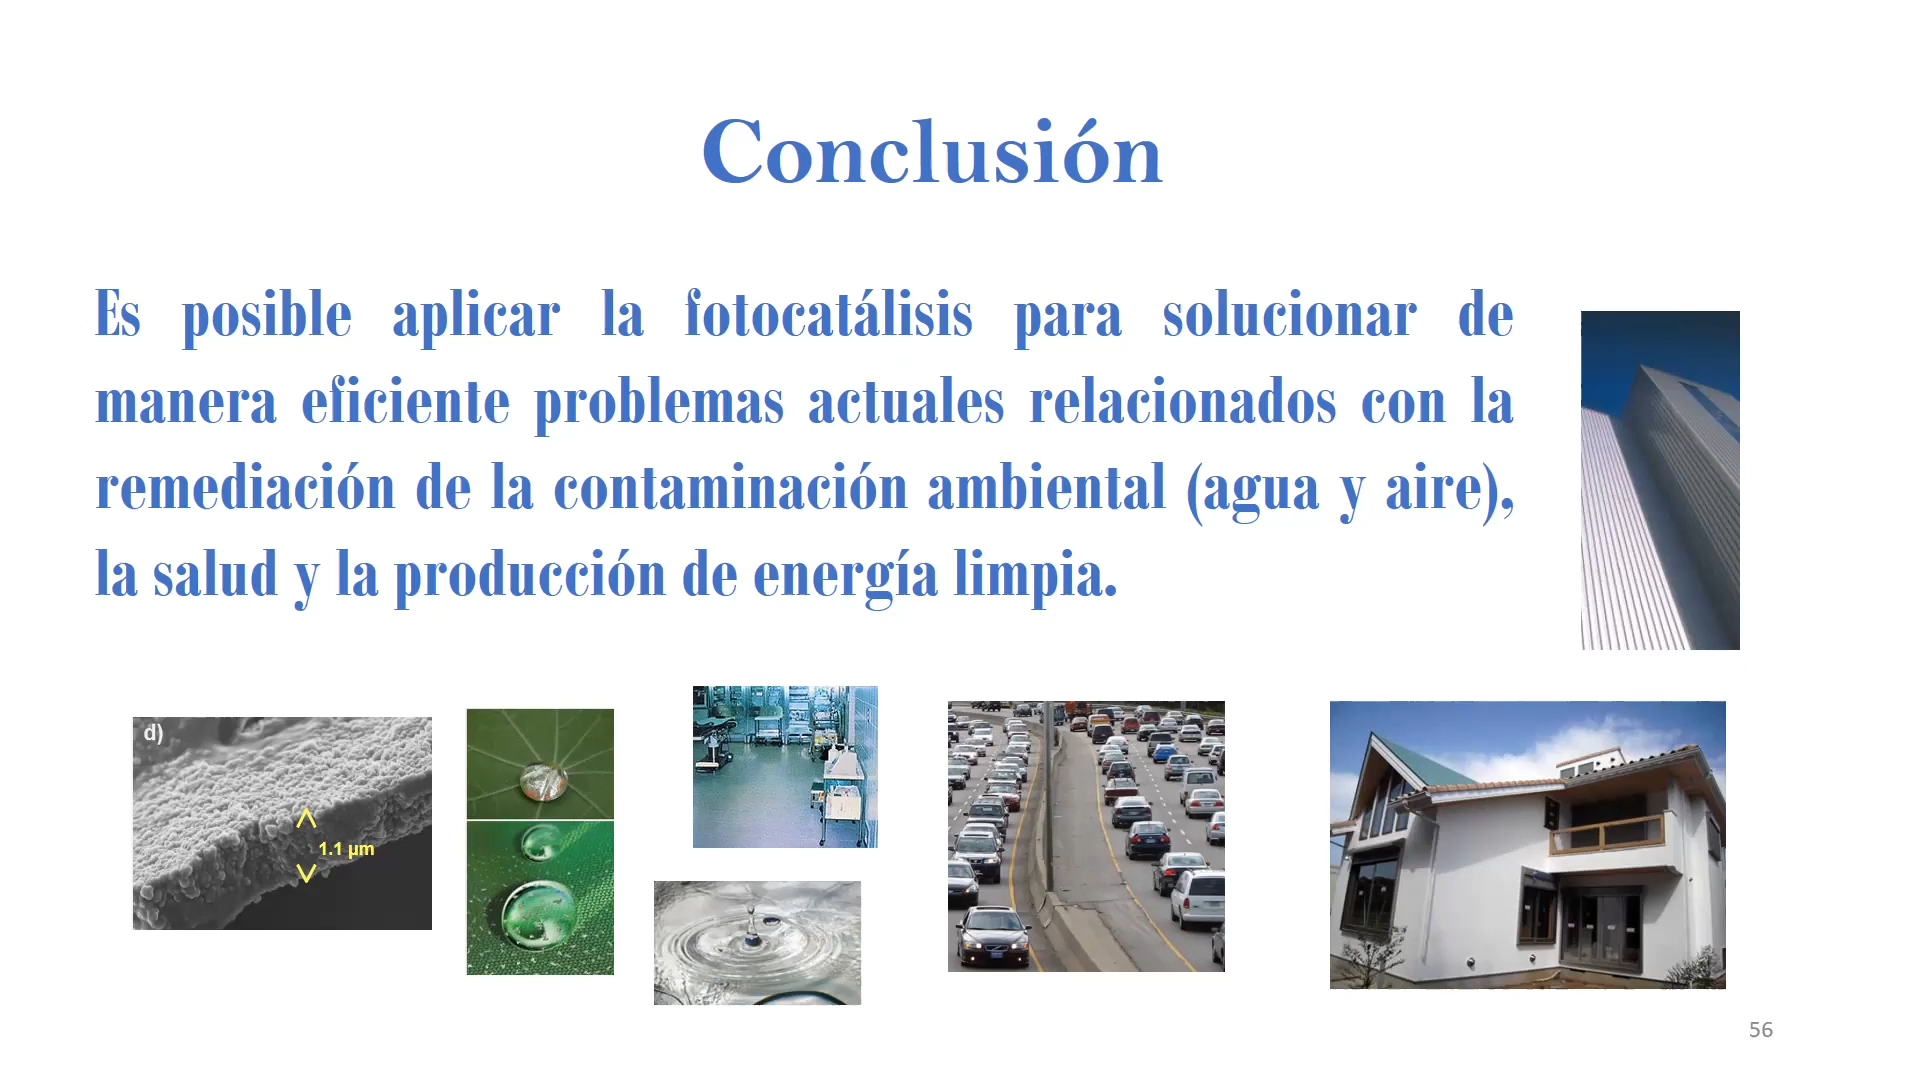 Conclusión
Es posible aplicar la fotocatálisis para solucionar de
manera eficiente problemas actuales relacionados con la
remediación de la contaminación ambiental (agua y aire),
la salud y la producción de energía limpia.
d)
1.1 µm
56